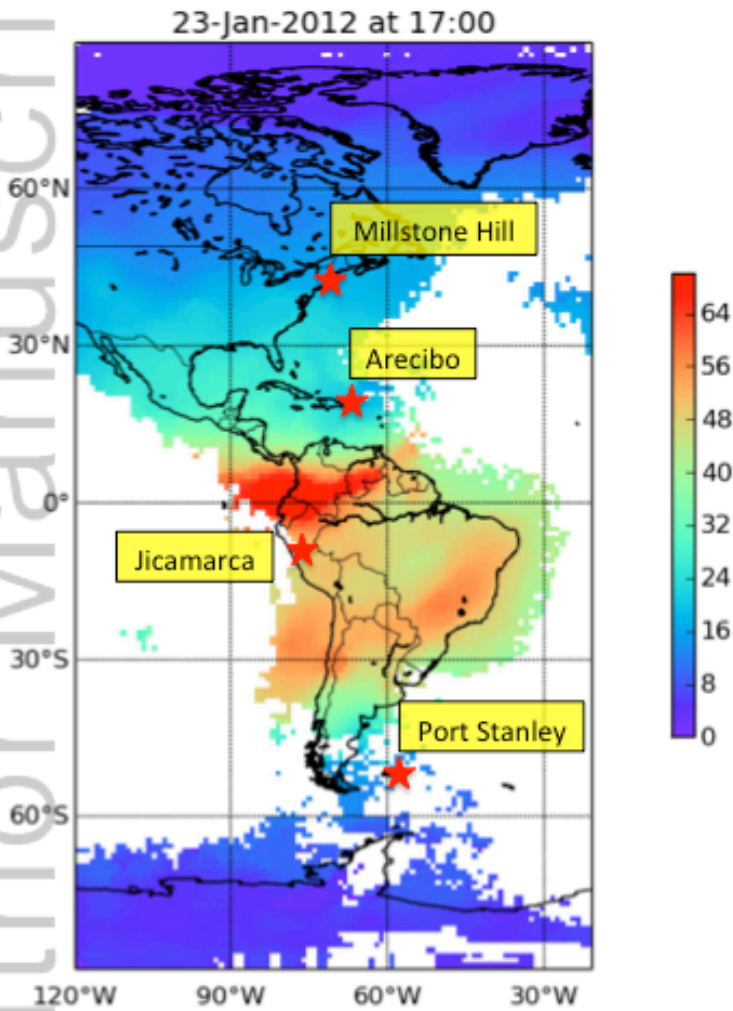 23-Jan-2012 at 17:00
60°N
Millstone Hill
30°N
Arecibo
0°
Jicamarca
30°S
Port Stanley
60°S
120°W 90°W 60°W 30°W
64
56
48
40
32
24
16
8
0